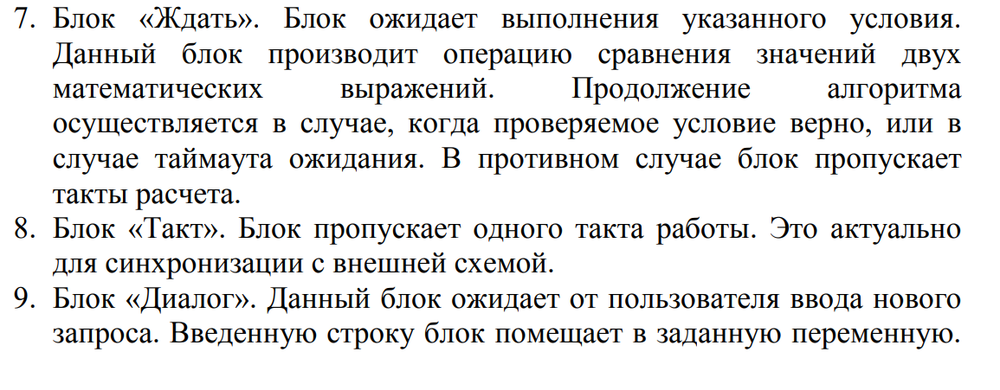 7. Блок «Ждать». Блок ожидает выполнения указанного условия.
Данный блок производит операцию сравнения значений двух
математических выражений. Продолжение алгоритма
осуществляется в случае, когда проверяемое условие верно, или в
случае таймаута ожидания. В противном случае блок пропускает
такты расчета.
8. Блок «Такт». Блок пропускает одного такта работы. Это актуально
для синхронизации с внешней схемой.
9. Блок «Диалог». Данный блок ожидает от пользователя ввода нового
запроса. Введенную строку блок помещает в заданную переменную.